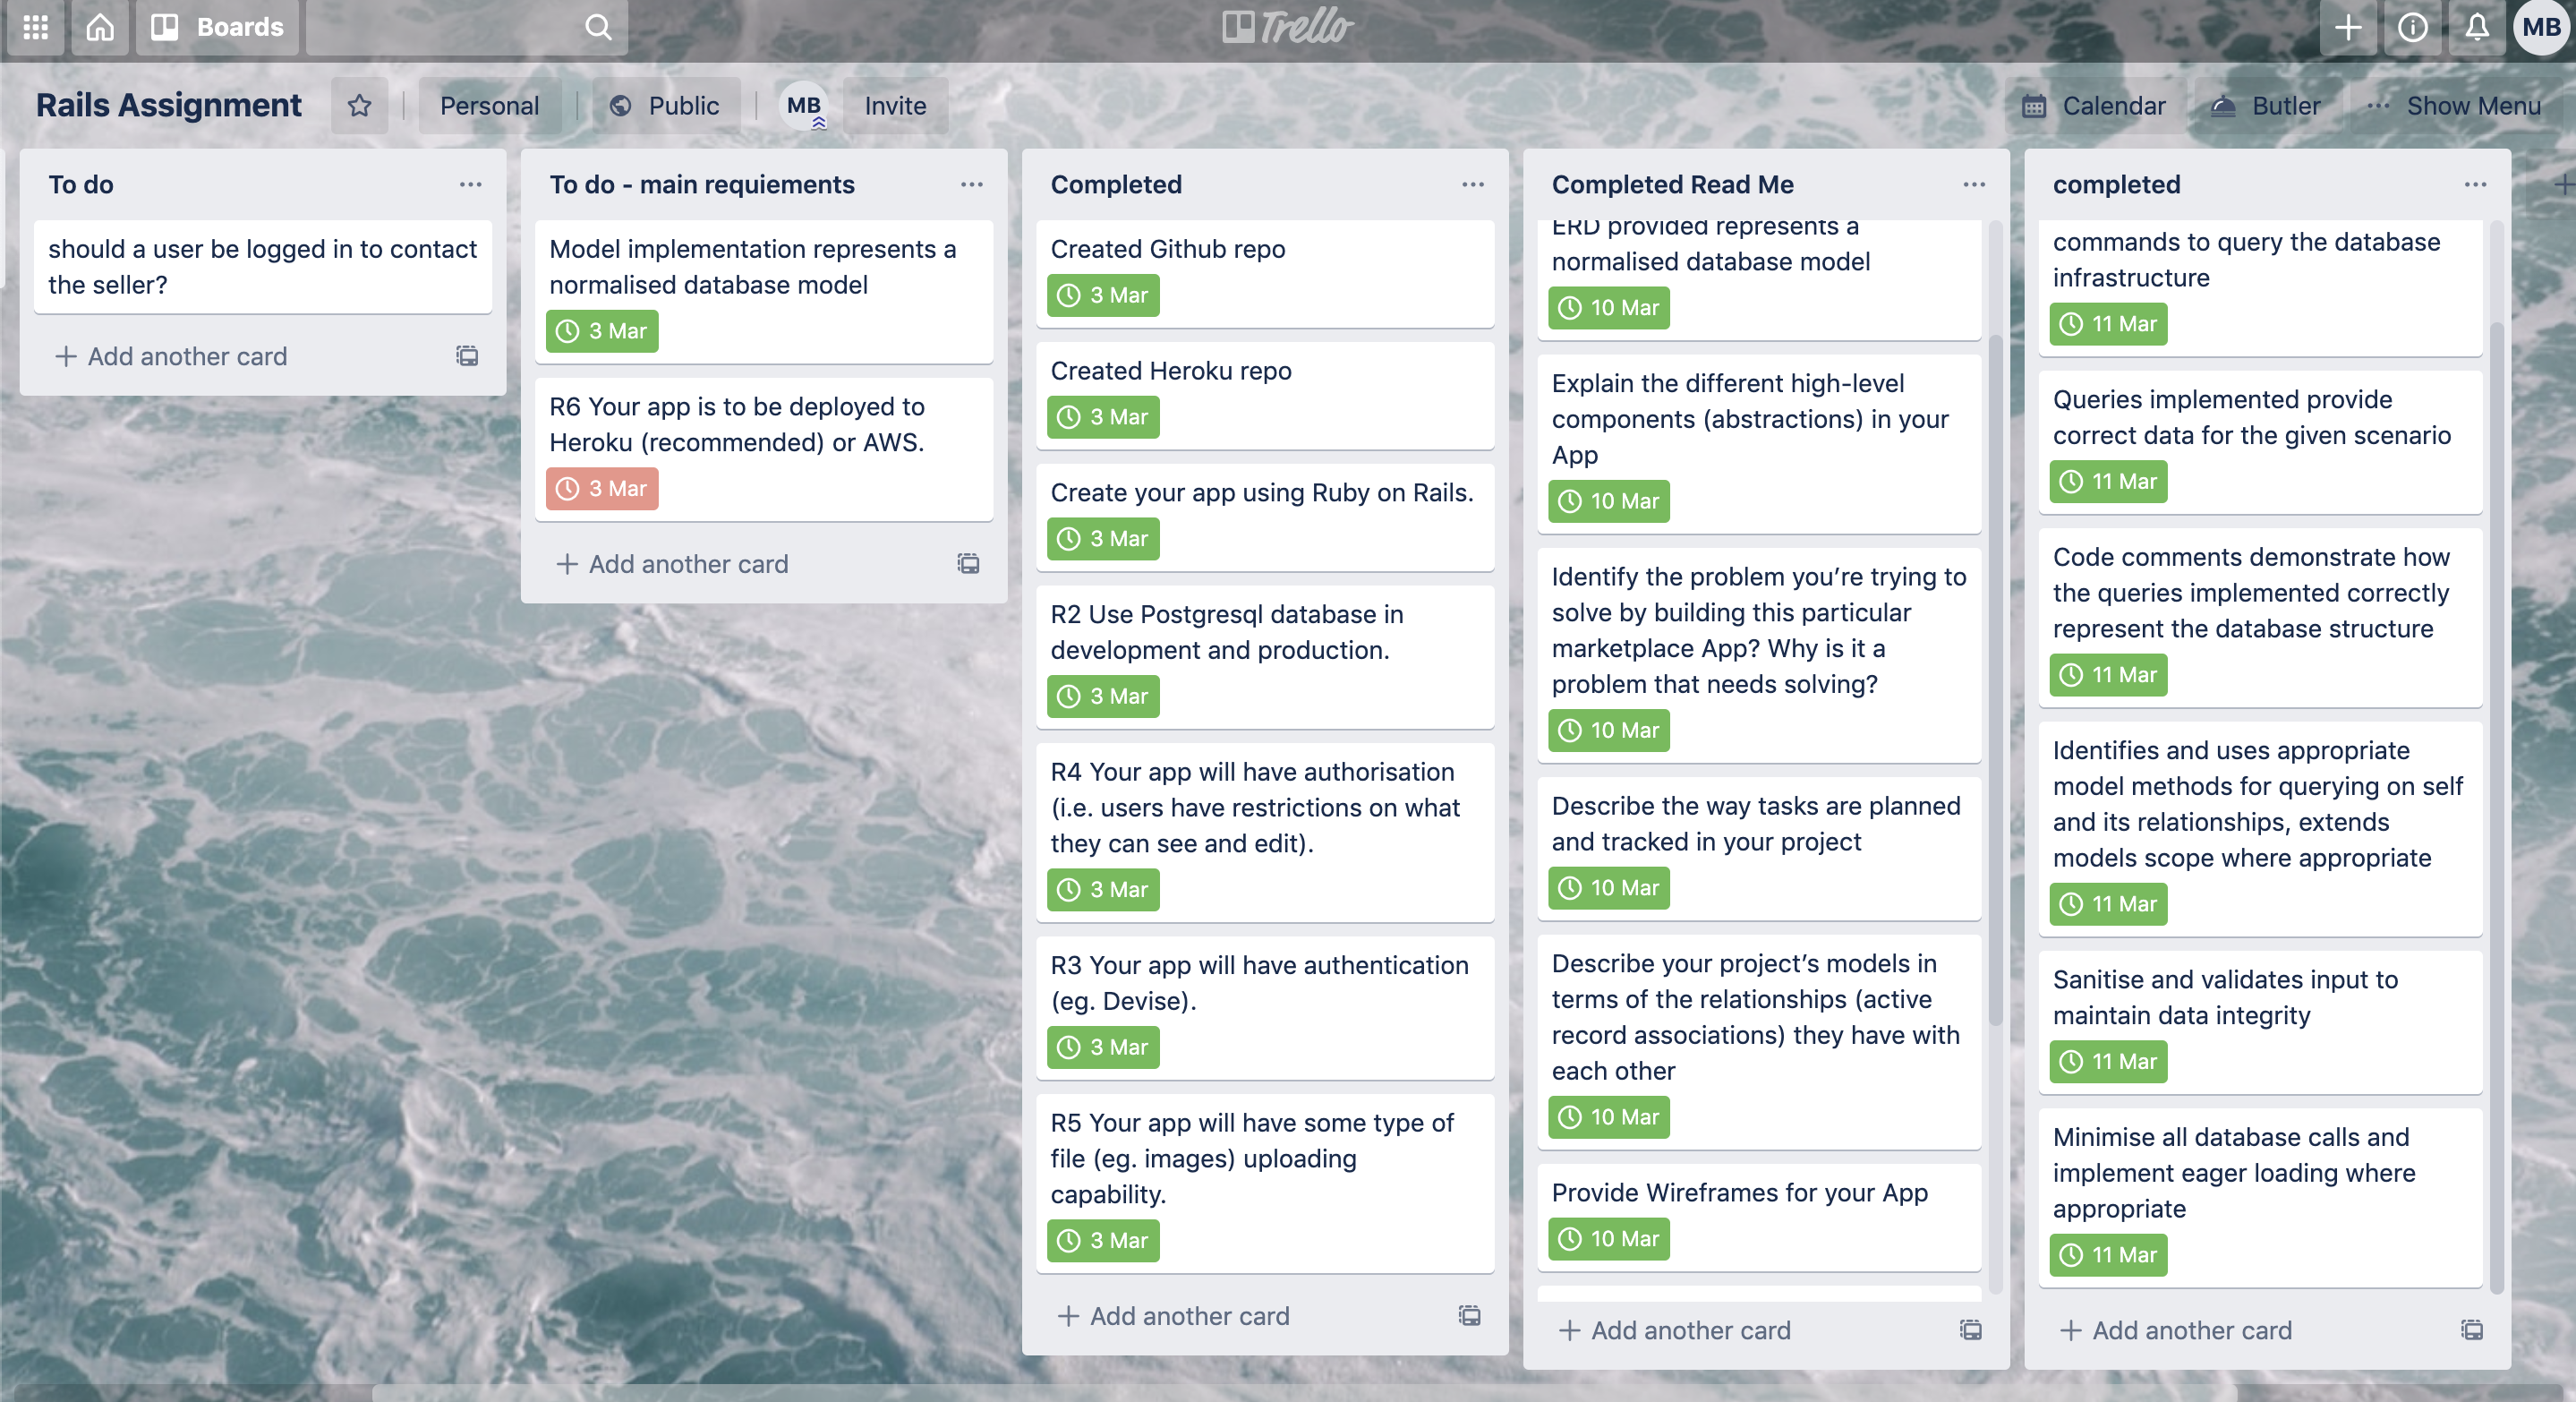 Boards
Trello
MB
Rails Assignment
Personal
Public
MB
Invite
Calendar
Butler
... Show Menu
To do
should a user be logged in to contact
the seller?
+ Add another card
To do - main requiements
Model implementation represents a
normalised database model
3 Mar
R6 Your app is to be deployed to
Heroku (recommended) or AWS.
3 Mar
+ Add another card
Completed
Created Github repo
3 Mar
Created Heroku repo
3 Mar
Create your app using Ruby on Rails.
3 Mar
R2 Use Postgresql database in
development and production.
3 Mar
R4 Your app will have authorisation
(i.e. users have restrictions on what
they can see and edit).
3 Mar
R3 Your app will have authentication
(eg. Devise).
3 Mar
R5 Your app will have some type of
file (eg. images) uploading
capability.
3 Mar
+ Add another card
Completed Read Me
ERD provided represents a
normalised database model
10 Mar
Explain the different high-level
components (abstractions) in your
App
10 Mar
Identify the problem you’re trying to
solve by building this particular
marketplace App? Why is it a
problem that needs solving?
10 Mar
Describe the way tasks are planned
and tracked in your project
10 Mar
Describe your project’s models in
terms of the relationships (active
record associations) they have with
each other
10 Mar
Provide Wireframes for your App
10 Mar
+ Add another card
completed
commands to query the database
infrastructure
11 Mar
Queries implemented provide
correct data for the given scenario
11 Mar
Code comments demonstrate how
the queries implemented correctly
represent the database structure
11 Mar
Identifies and uses appropriate
model methods for querying on self
and its relationships, extends
models scope where appropriate
11 Mar
Sanitise and validates input to
maintain data integrity
11 Mar
Minimise all database calls and
implement eager loading where
appropriate
11 Mar
+ Add another card